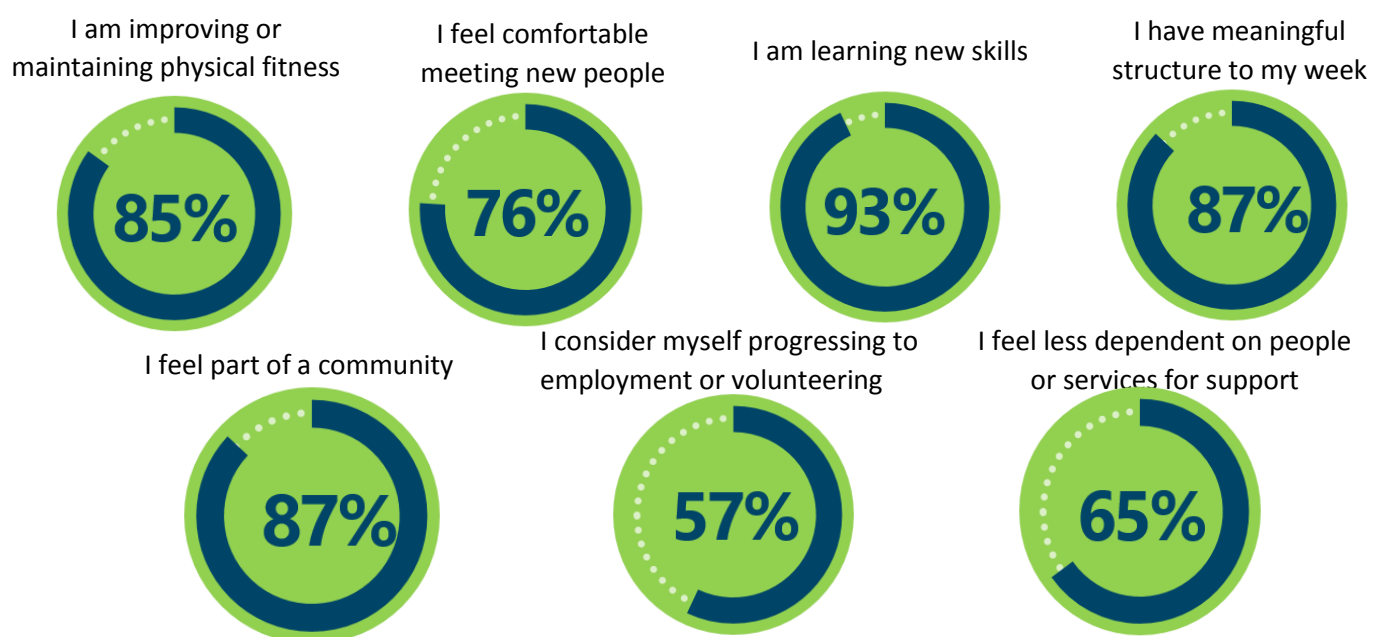 I am improving or
maintaining physical fitness
85%
I feel comfortable
meeting new people
76%
I am learning new skills
93%
I have meaningful
structure to my week
87%
I feel part of a community
87%
I consider myself progressing to
employment or volunteering
57%
I feel less dependent on people
or services for support
65%